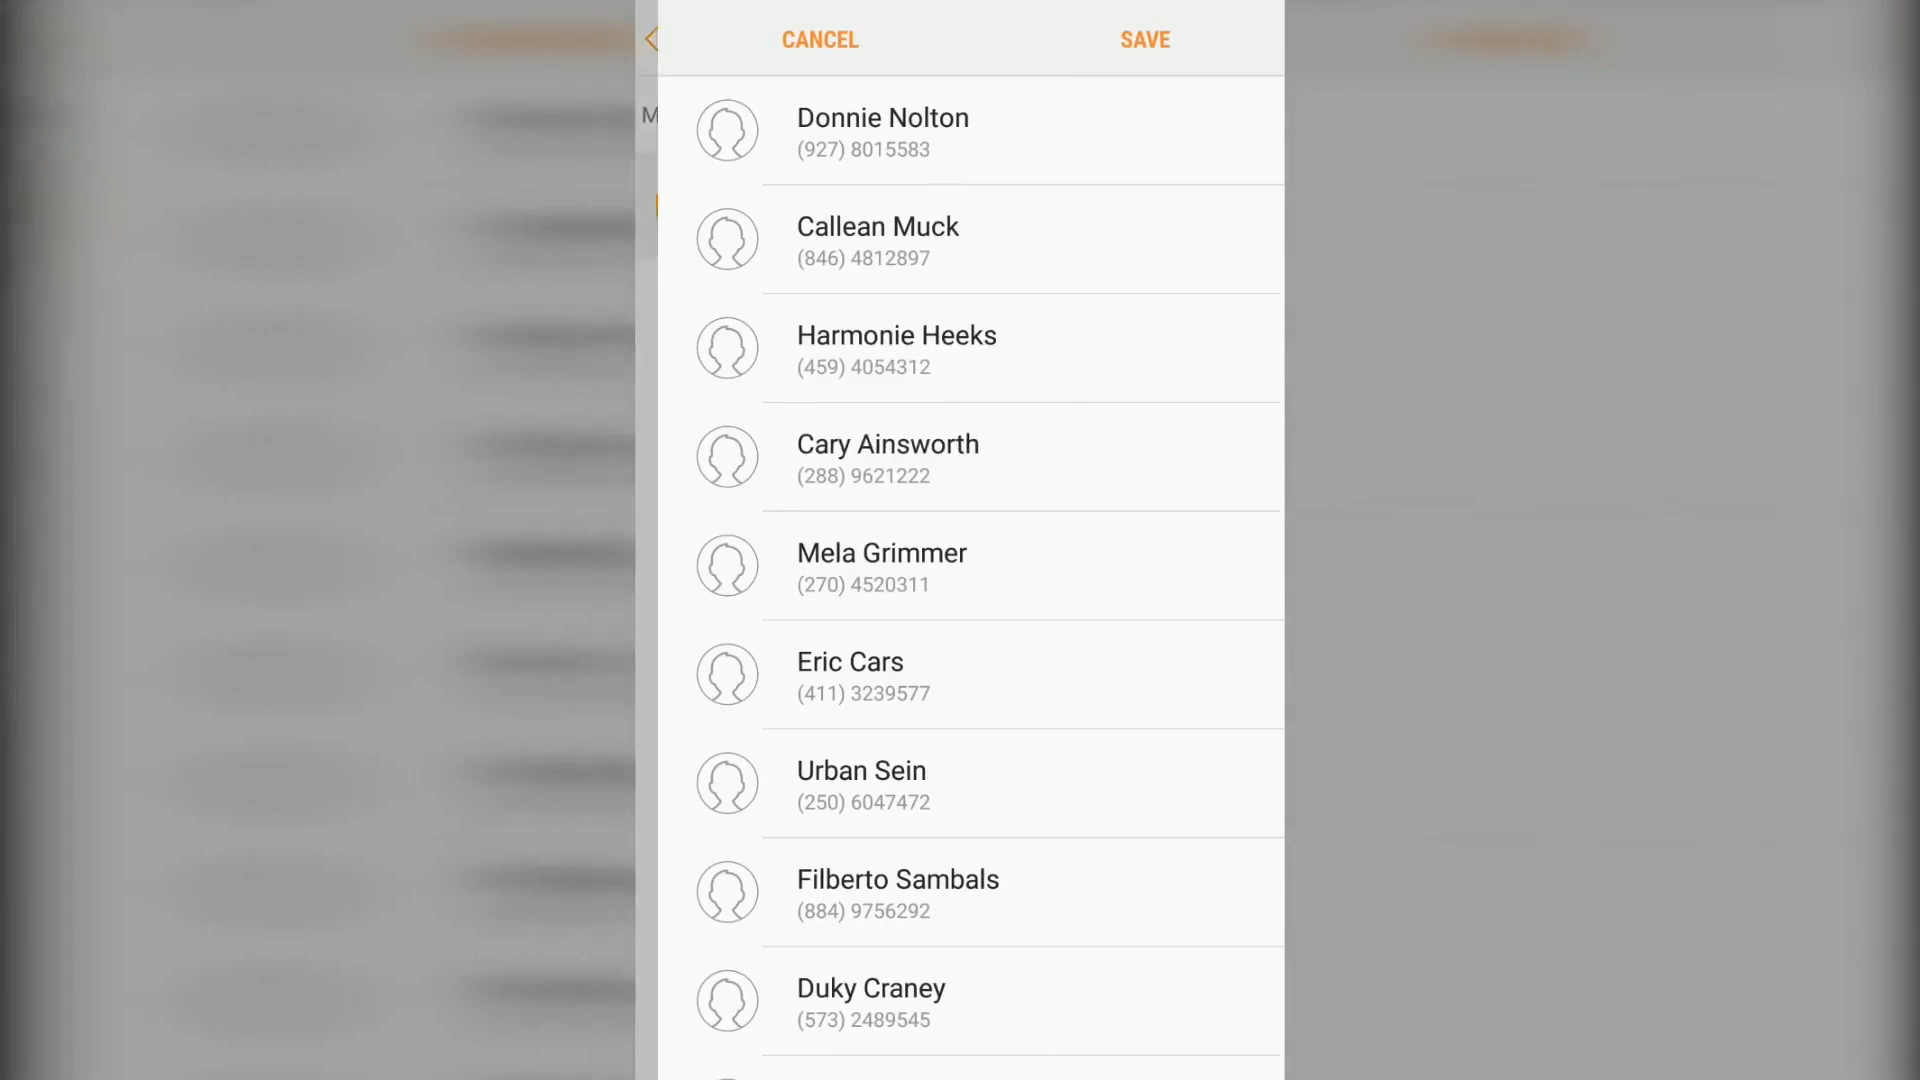 CANCEL SAVE
M
Donnie Nolton
(927) 8015583
Callean Muck
(846) 4812897
Harmonie Heeks
(459) 4054312
Cary Ainsworth
(288) 9621222
Mela Grimmer
(270) 4520311
Eric Cars
(411) 3239577
Urban Sein
(250) 6047472
Filberto Sambals
(884) 9756292
Duky Craney
(573) 2489545